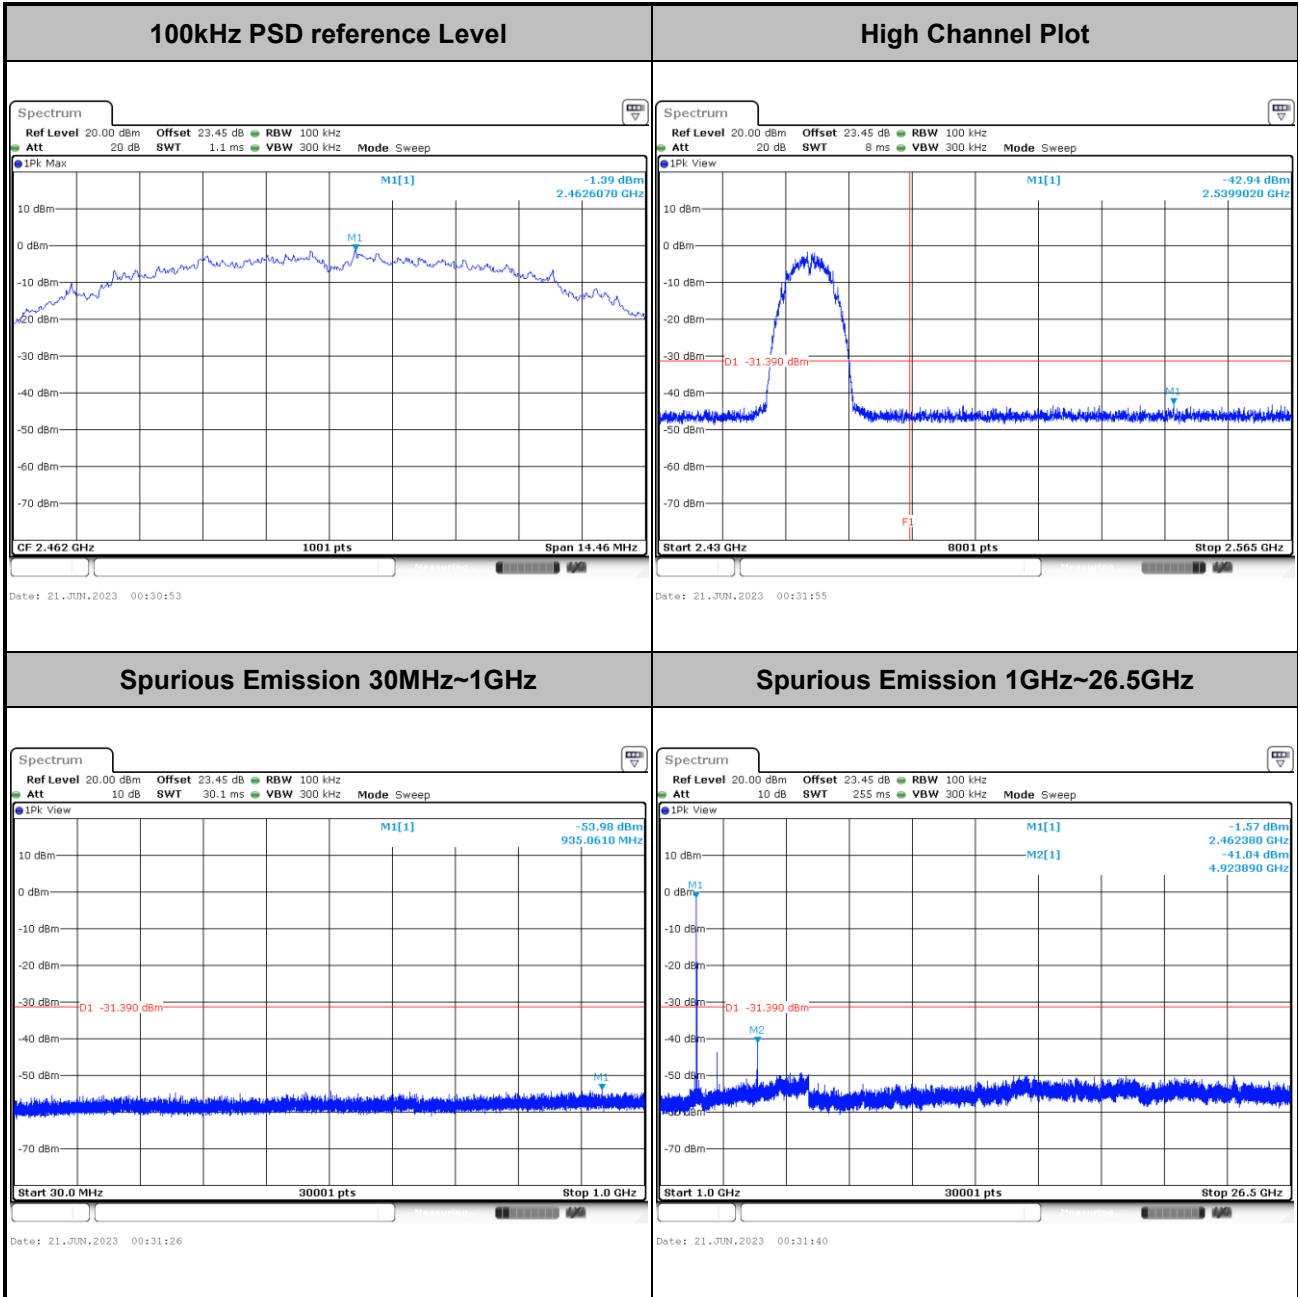 100kHz PSD reference Level
High Channel Plot
Spectrum
Ref Level 20.00 dBm Offset 23.45 dB RBW 100 kHz
Att 20 dB SWT 1.1 ms VBW 300 kHz Mode Sweep
1Pk Max
M1[1] -1.39 dBm
2.4626070 GHz
10 dBm
M1
0 dBm
-10 dBm
-20 dBm
-30 dBm
-40 dBm
-50 dBm
-60 dBm
-70 dBm
CF 2.462 GHz 1001 pts Span 14.46 MHz
Measuring
Date: 21.JUN.2023 00:30:53
Spectrum
Ref Level 20.00 dBm Offset 23.45 dB RBW 100 kHz
Att 20 dB SWT 8 ms VBW 300 kHz Mode Sweep
1Pk View
M1[1] -42.94 dBm
2.5399020 GHz
10 dBm
0 dBm
-10 dBm
-20 dBm
-30 dBm
D1 -31.390 dBm
-40 dBm
M1
-50 dBm
-60 dBm
-70 dBm
F1
Start 2.43 GHz 8001 pts Stop 2.565 GHz
Measuring
Date: 21.JUN.2023 00:31:55
Spurious Emission 30MHz~1GHz
Spurious Emission 1GHz~26.5GHz
Spectrum
Ref Level 20.00 dBm Offset 23.45 dB RBW 100 kHz
Att 10 dB SWT 30.1 ms VBW 300 kHz Mode Sweep
1Pk View
M1[1] -53.98 dBm
935.0610 MHz
10 dBm
0 dBm
-10 dBm
-20 dBm
-30 dBm
D1 -31.390 dBm
-40 dBm
-50 dBm
M1
-70 dBm
Start 30.0 MHz 30001 pts Stop 1.0 GHz
Measuring
Date: 21.JUN.2023 00:31:26
Spectrum
Ref Level 20.00 dBm Offset 23.45 dB RBW 100 kHz
Att 10 dB SWT 255 ms VBW 300 kHz Mode Sweep
1Pk View
M1[1] -1.57 dBm
2.462380 GHz
10 dBm M2[1] -41.04 dBm
4.923890 GHz
M1
0 dBm
-10 dBm
-20 dBm
-30 dBm
D1 -31.390 dBm
M2
-40 dBm
-50 dBm
-60 dBm
-70 dBm
Start 1.0 GHz 30001 pts Stop 26.5 GHz
Measuring
Date: 21.JUN.2023 00:31:40